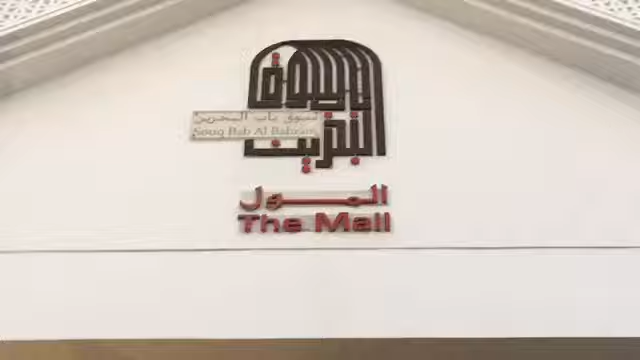 سوق باب البحرين
Souq Bab Al Bahrain
المول
The Mall